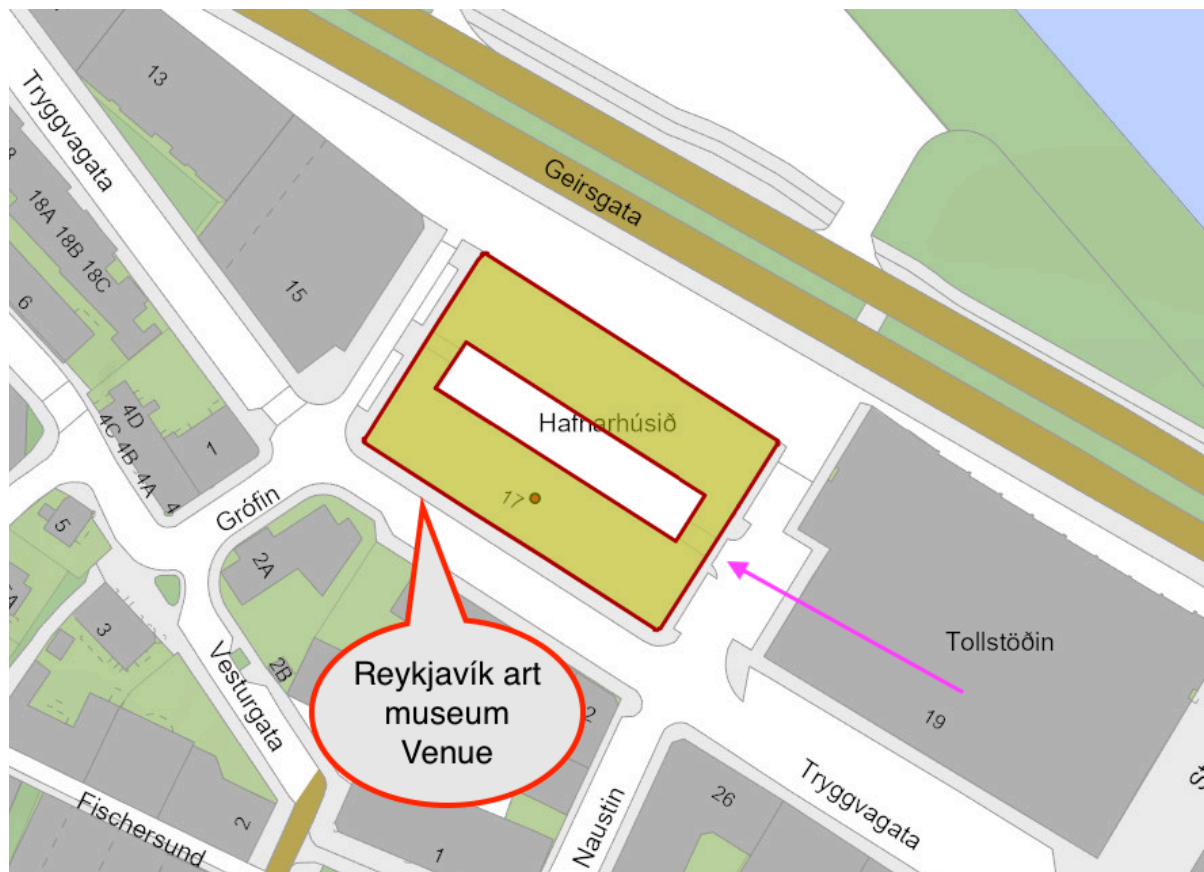 13
Tryggvagata
Geirsgata
18A
18B
18C
15
6
Hafnarhúsið
4D
4C
4B
4A
4
1
17
Grófin
5
2A
3
Tollstöðin
2B
Vesturgata
Reykjavík art
museum
Venue
2
19
26
Tryggvagata
Naustin
Fischersund
2
1